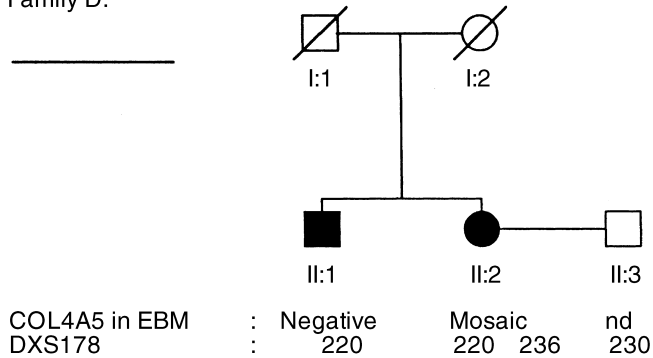 Family D:
I:1 I:2
II:1 II:2 II:3
COL4A5 in EBM : Negative Mosaic nd
DXS178 : 220 220 236 230